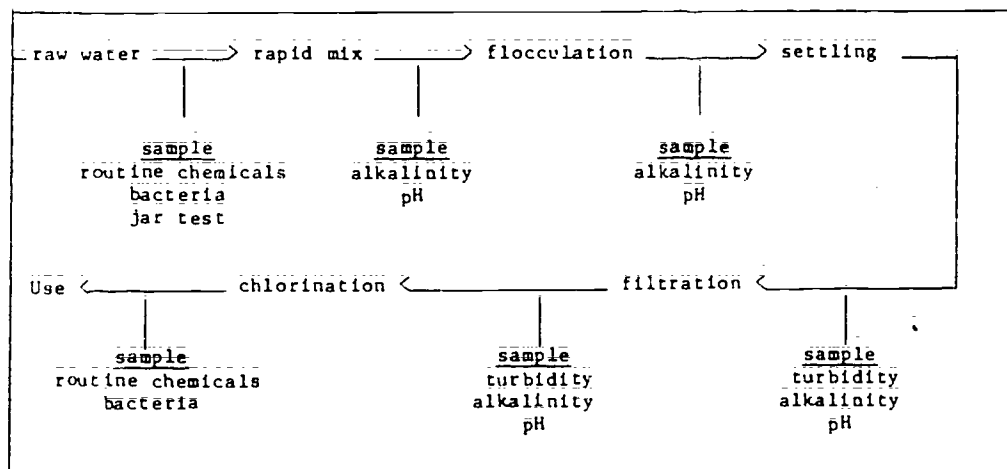 raw water rapid mix flocculation settling
sample sample sample
routine chemicals alkalinity alkalinity
bacteria pH pH
jar test
Use chlorination filtration
sample sample sample
routine chemicals turbidity turbidity
bacteria alkalinity alkalinity
pH pH